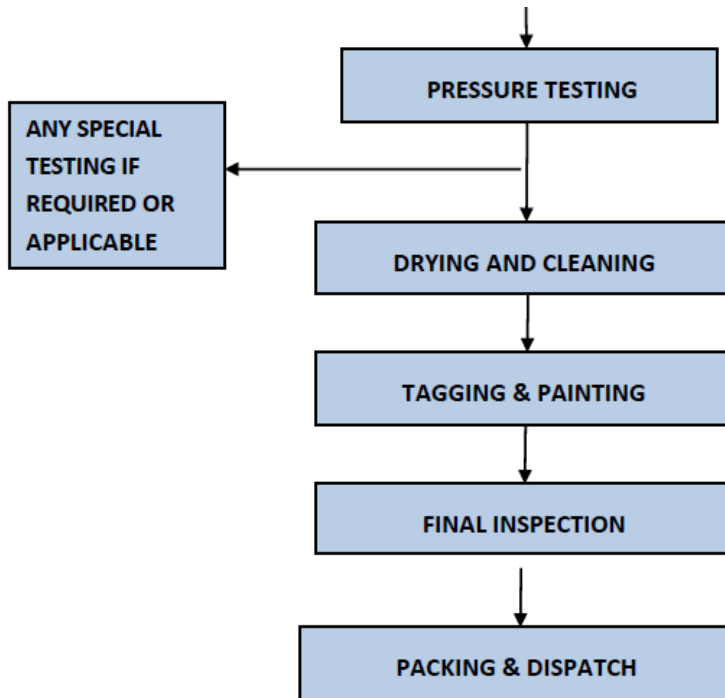 PRESSURE TESTING
ANY SPECIAL
TESTING IF
REQUIRED OR
APPLICABLE
DRYING AND CLEANING
TAGGING & PAINTING
FINAL INSPECTION
PACKING & DISPATCH